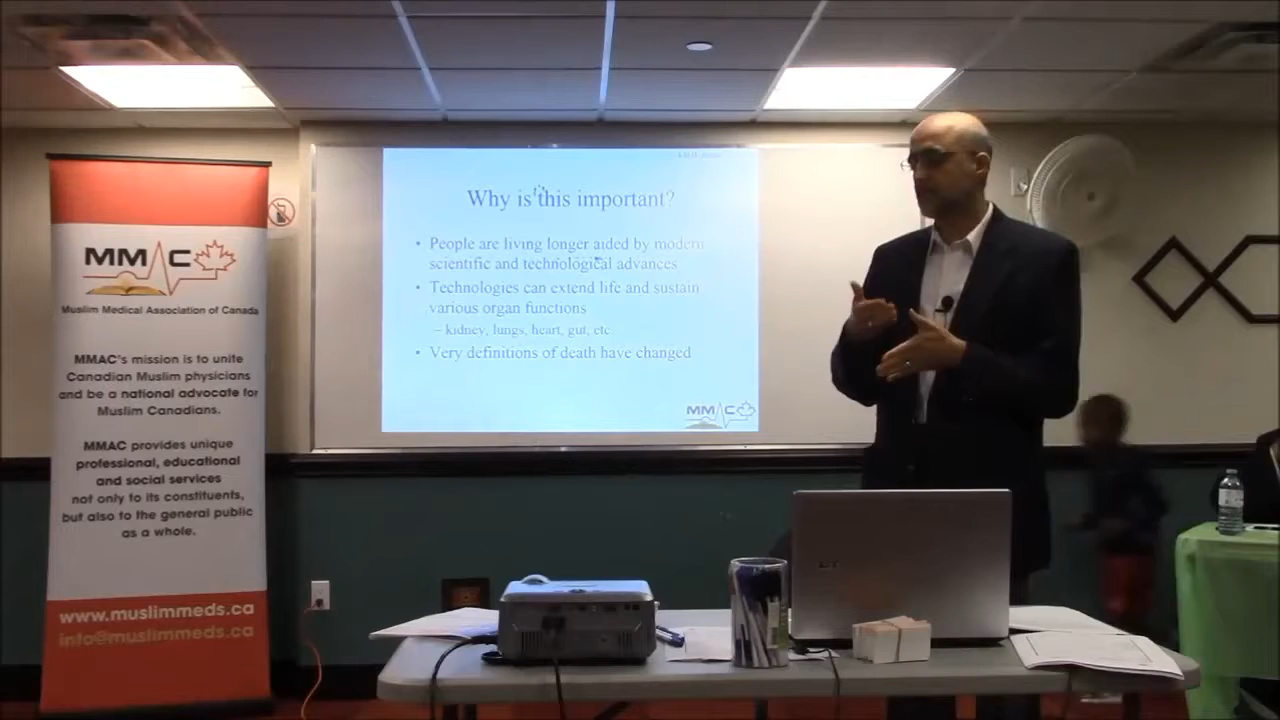 MMAC
Muslim Medical Association of Canada
MMAC's mission is to unite
Canadian Muslim physicians
and be a national advocate for
Muslim Canadians.
MMAC provides unique
professional, educational
and social services
not only to its constituents,
but also to the general public
as a whole.
www.muslimmeds.ca
info@muslimmeds.ca
Why is this important?
• People are living longer aided by modern
scientific and technological advances
• Technologies can extend life and sustain
various organ functions
– kidney, lungs, heart, gut, etc
• Very definitions of death have changed
MMAC